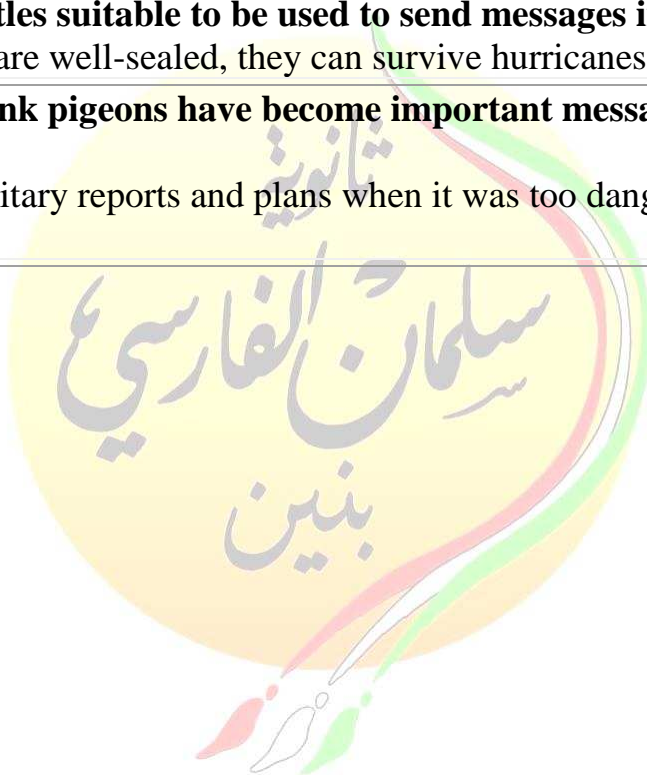 tles suitable to be used to send messages i
are well-sealed, they can survive hurricanes
nk pigeons have become important messa
itary reports and plans when it was too dang
ثانوية
سلمان الفارسي
بنين